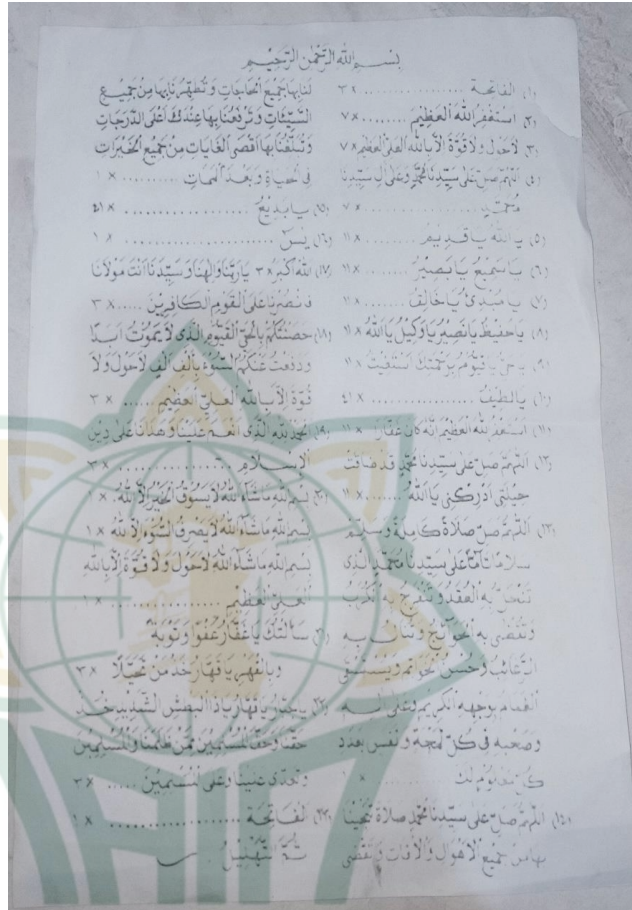 بسم الله الرحمن الرحيم
(١) الفاتحة ................ × ٣
(٢) استغفر الله العظيم ........ × ٧
(٣) لاحول ولا قوة الا بالله العلي العظيم × ٧
(٤) اللهم صل على سيدنا محمد وعلى ال سيدنا
محمد ............ × ٧
(٥) يا الله يا قديم ........ × ١١
(٦) يا سميع يا بصير ........ × ١١
(٧) يا مبدئ يا خالق ........ × ١١
(٨) يا حفيظ يا نصير يا وكيل يا الله × ١١
(٩) يا حي يا قيوم برحمتك استغيث × ١١
(١٠) يا لطيف ................ × ٤١
(١١) استغفر الله العظيم انه كان غفارا × ١١
(١٢) اللهم صل على سيدنا محمد قد ضاقت
حيلتي ادركني يا الله ...... × ١١
(١٣) اللهم صل صلاة كاملة وسلم
سلاما تاما على سيدنا محمد الذي
تنحل به العقد وتنفرج به الكرب
وتقضى به الحوائج وتنال به
الرغائب وحسن الخواتم ويستسقى
الغمام بوجهه الكريم وعلى اله
وصحبه في كل لمحة ونفس بعدد
كل معلوم لك ........ × ١
(١٤) اللهم صل على سيدنا محمد صلاة تنجينا
بها من جميع الاهوال والآفات وتقضى
لنا بها جميع الحاجات وتطهرنا بها من جميع
السيئات وترفعنا بها عندك اعلى الدرجات
وتبلغنا بها اقصى الغايات من جميع الخيرات
في الحياة وبعد الممات .......... × ١
(١٥) يا بديع ................ × ٤١
(١٦) يس .................... × ١
(١٧) الله اكبر × ٣ يا ربنا والهنا وسيدنا انت مولانا
فانصرنا على القوم الكافرين ..... × ٣
(١٨) حصنتكم بالحي القيوم الذي لا يموت ابدا
ودفعت عنكم السوء بألف الف لاحول ولا
قوة الا بالله العلي العظيم ..... × ٣
(١٩) الحمد لله الذي انعم علينا وهدانا على دين
الإسلام ............ × ٣
(٢٠) بسم الله ما شاء الله لا يسوق الخير الا الله . × ١
بسم الله ما شاء الله لا يصرف السوء الا الله × ١
بسم الله ما شاء الله لاحول ولا قوة الا بالله
العلي العظيم .............. × ١
(٢١) سألتك يا غفار عفوا وتوبة
وبالقهر يا قهار خذ من تحيلا × ٣
(٢٢) يا جبار يا قهار يا ذا البطش الشديد خذ
حقنا وحق المسلمين ممن ظلمنا والمسلمين
وتعدى علينا وعلى المسلمين ..... × ٣
(٢٣) الفاتحة ................ × ١
ثم التهليل